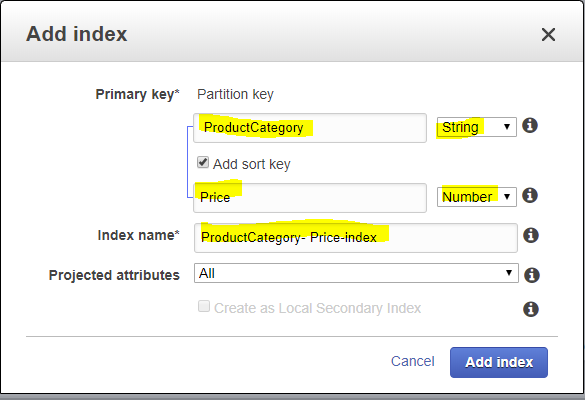 Add index
Primary key* Partition key
ProductCategory String
Add sort key
Price Number
Index name* ProductCategory- Price-index
Projected attributes All
Create as Local Secondary Index
Cancel Add index